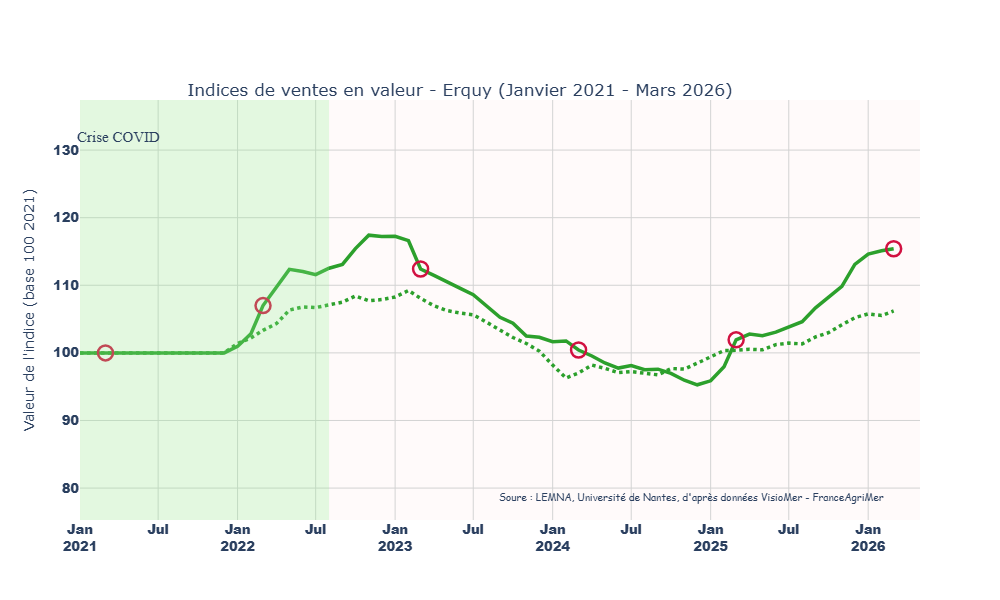 Indices de ventes en valeur - Erquy (Janvier 2021 - Mars 2026)
Crise COVID
Valeur de l'indice (base 100 2021)
130
120
110
100
90
80
Soure : LEMNA, Université de Nantes, d'après données VisioMer - FranceAgriMer
Jan Jul Jan Jul Jan Jul Jan Jul Jan Jul Jan
2021 2022 2023 2024 2025 2026